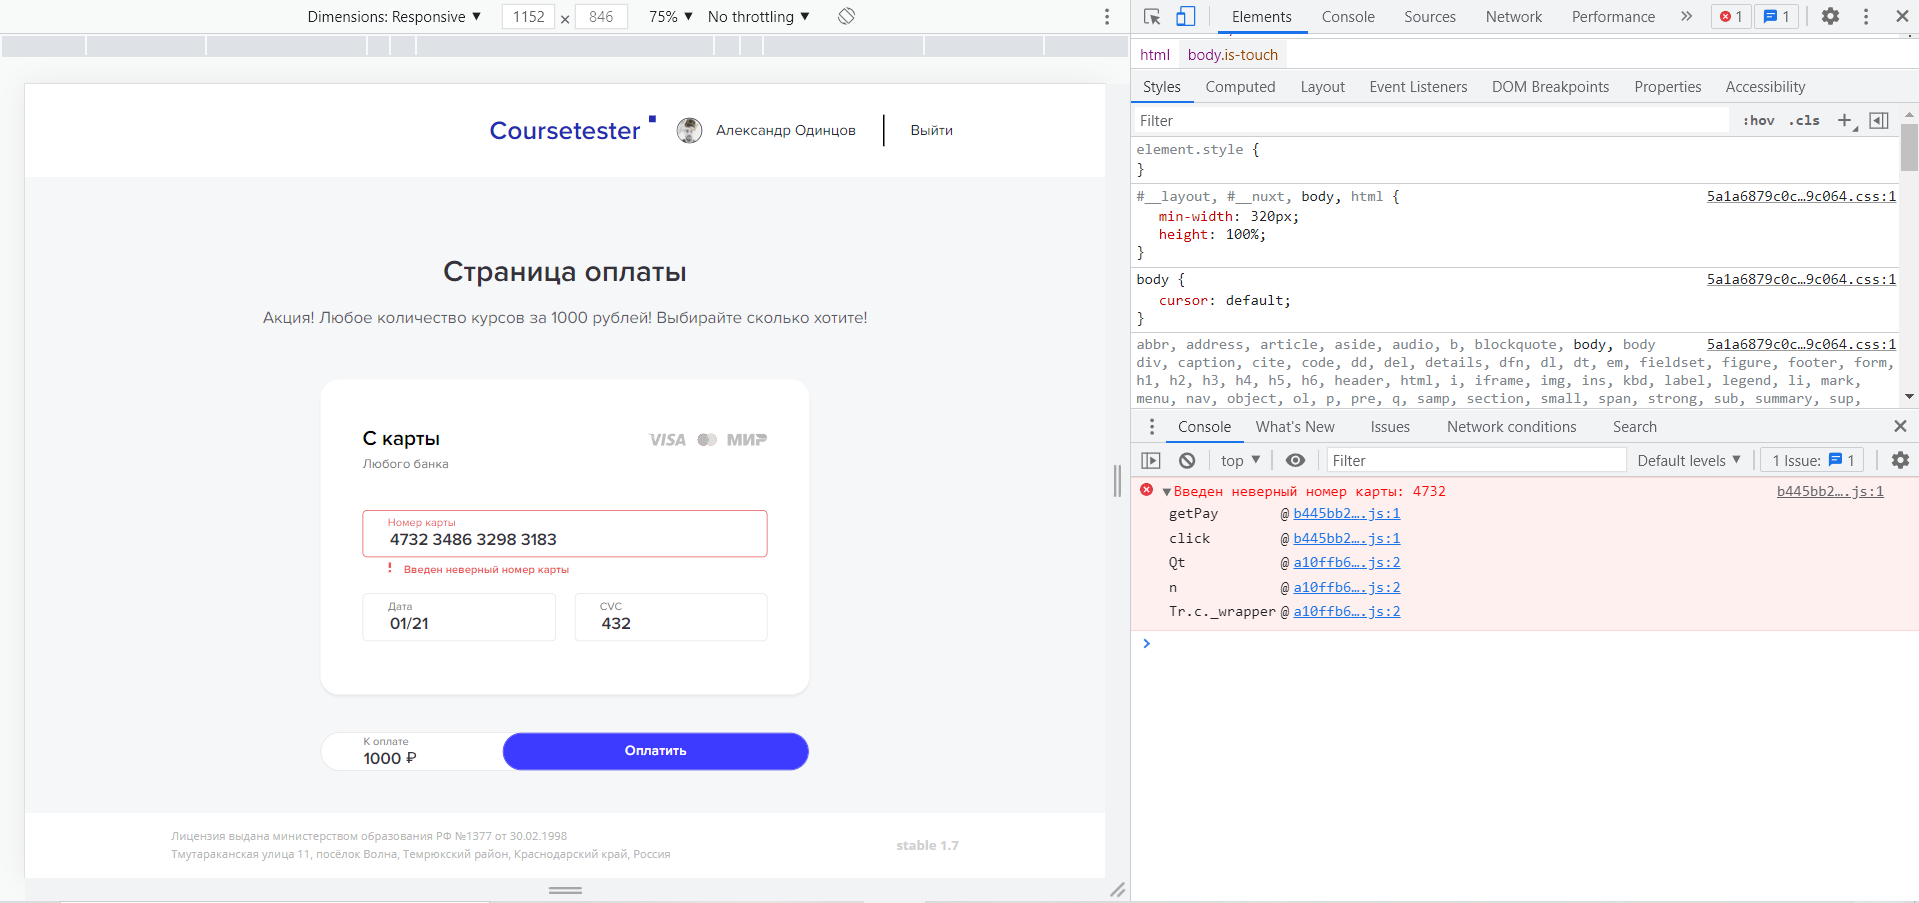 Dimensions: Responsive ▼ 1152 × 846 75% ▼ No throttling ▼
Coursetester Александр Одинцов Выйти
Страница оплаты
Акция! Любое количество курсов за 1000 рублей! Выбирайте сколько хотите!
С карты VISA МИР
Любого банка
Номер карты
4732 3486 3298 3183
! Введен неверный номер карты
Дата CVC
01/21 432
К оплате
1000 ₽ Оплатить
Лицензия выдана министерством образования РФ №1377 от 30.02.1998
Тмутараканская улица 11, посёлок Волна, Темрюкский район, Краснодарский край, Россия
stable 1.7
Elements Console Sources Network Performance » 1 1
html body.is-touch
Styles Computed Layout Event Listeners DOM Breakpoints Properties Accessibility
Filter :hov .cls +
element.style {
}
#__layout, #__nuxt, body, html { 5a1a6879c0c…9c064.css:1
min-width: 320px;
height: 100%;
}
body { 5a1a6879c0c…9c064.css:1
cursor: default;
}
abbr, address, article, aside, audio, b, blockquote, body, body 5a1a6879c0c…9c064.css:1
div, caption, cite, code, dd, del, details, dfn, dl, dt, em, fieldset, figure, footer, form,
h1, h2, h3, h4, h5, h6, header, html, i, iframe, img, ins, kbd, label, legend, li, mark,
menu, nav, object, ol, p, pre, q, samp, section, small, span, strong, sub, summary, sup,
Console What's New Issues Network conditions Search
top ▼ Filter Default levels ▼ 1 Issue: 1
▼Введен неверный номер карты: 4732 b445bb2….js:1
getPay @ b445bb2….js:1
click @ b445bb2….js:1
Qt @ a10ffb6….js:2
n @ a10ffb6….js:2
Tr.c._wrapper @ a10ffb6….js:2